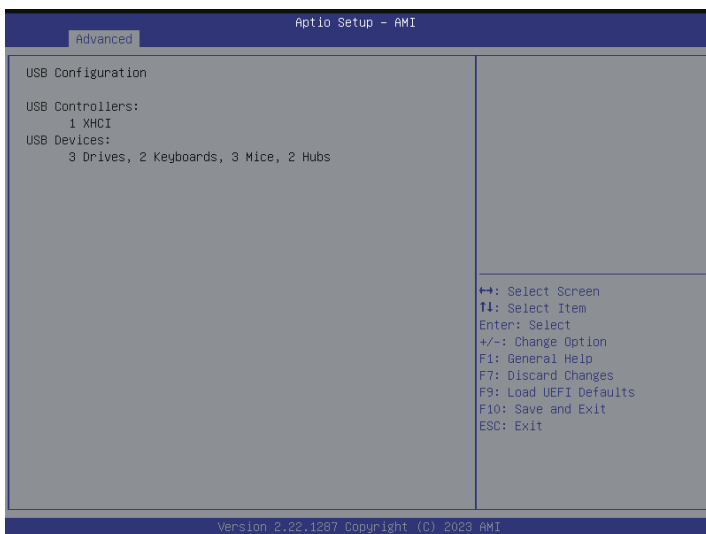 Aptio Setup – AMI
Advanced
USB Configuration
USB Controllers:
1 XHCI
USB Devices:
3 Drives, 2 Keyboards, 3 Mice, 2 Hubs
↔: Select Screen
↑↓: Select Item
Enter: Select
+/-: Change Option
F1: General Help
F7: Discard Changes
F9: Load UEFI Defaults
F10: Save and Exit
ESC: Exit
Version 2.22.1287 Copyright (C) 2023 AMI